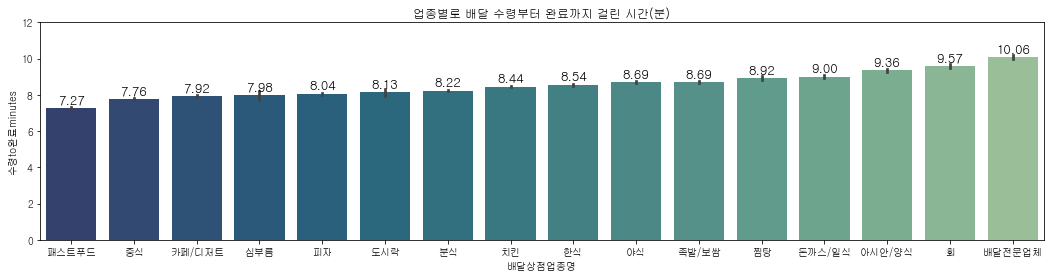 업종별로 배달 수령부터 완료까지 걸린 시간(분)
수령to완료minutes
12
10
8
6
4
2
0
7.27 7.76 7.92 7.98 8.04 8.13 8.22 8.44 8.54 8.69 8.69 8.92 9.00 9.36 9.57 10.06
패스트푸드 중식 카페/디저트 심부름 피자 도시락 분식 치킨 한식 야식 족발/보쌈 찜탕 돈까스/일식 아시안/양식 회 배달전문업체
배달상점업종명